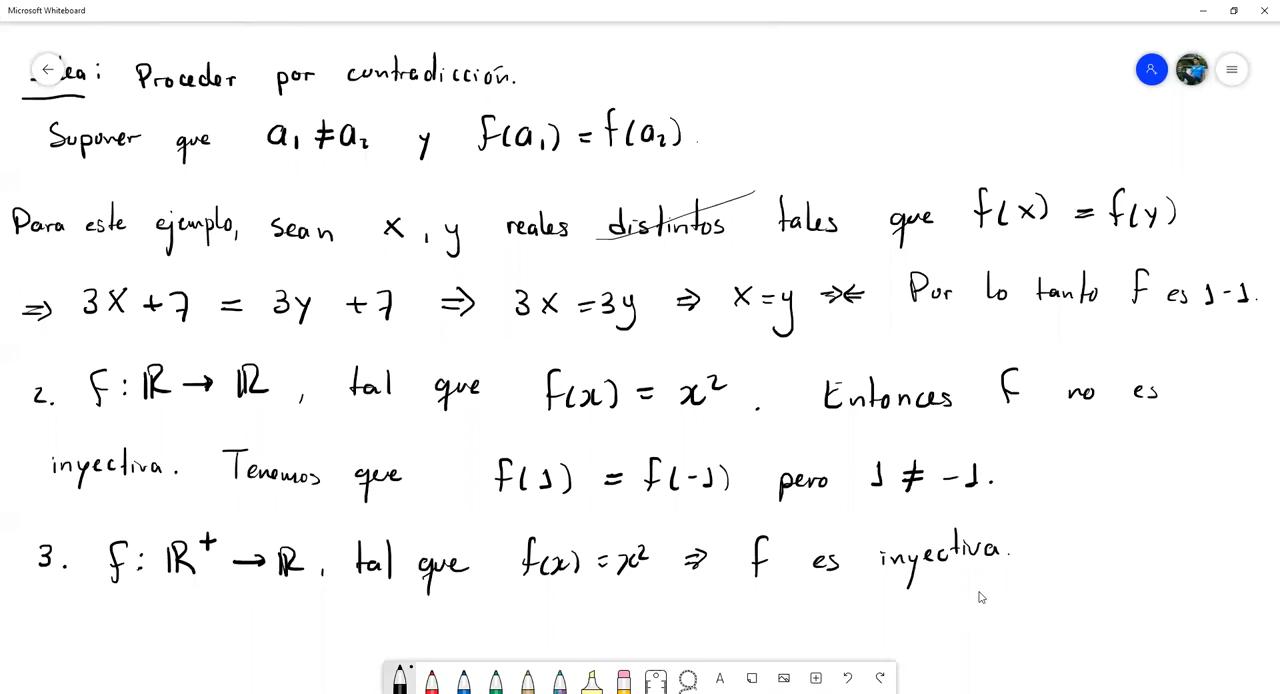 Microsoft Whiteboard
: Proceder por contradicción.
Suponer que a₁ ≠ a₂ y f(a₁) = f(a₂).
Para este ejemplo, sean x, y reales distintos tales que f(x) = f(y)
⇒ 3x + 7 = 3y + 7 ⇒ 3x = 3y ⇒ x = y ⇒⇐ Por lo tanto f es 1-1.
2. f: ℝ → ℝ, tal que f(x) = x². Entonces f no es
inyectiva. Tenemos que f(1) = f(-1) pero 1 ≠ -1.
3. f: ℝ⁺ → ℝ, tal que f(x) = x² ⇒ f es inyectiva.